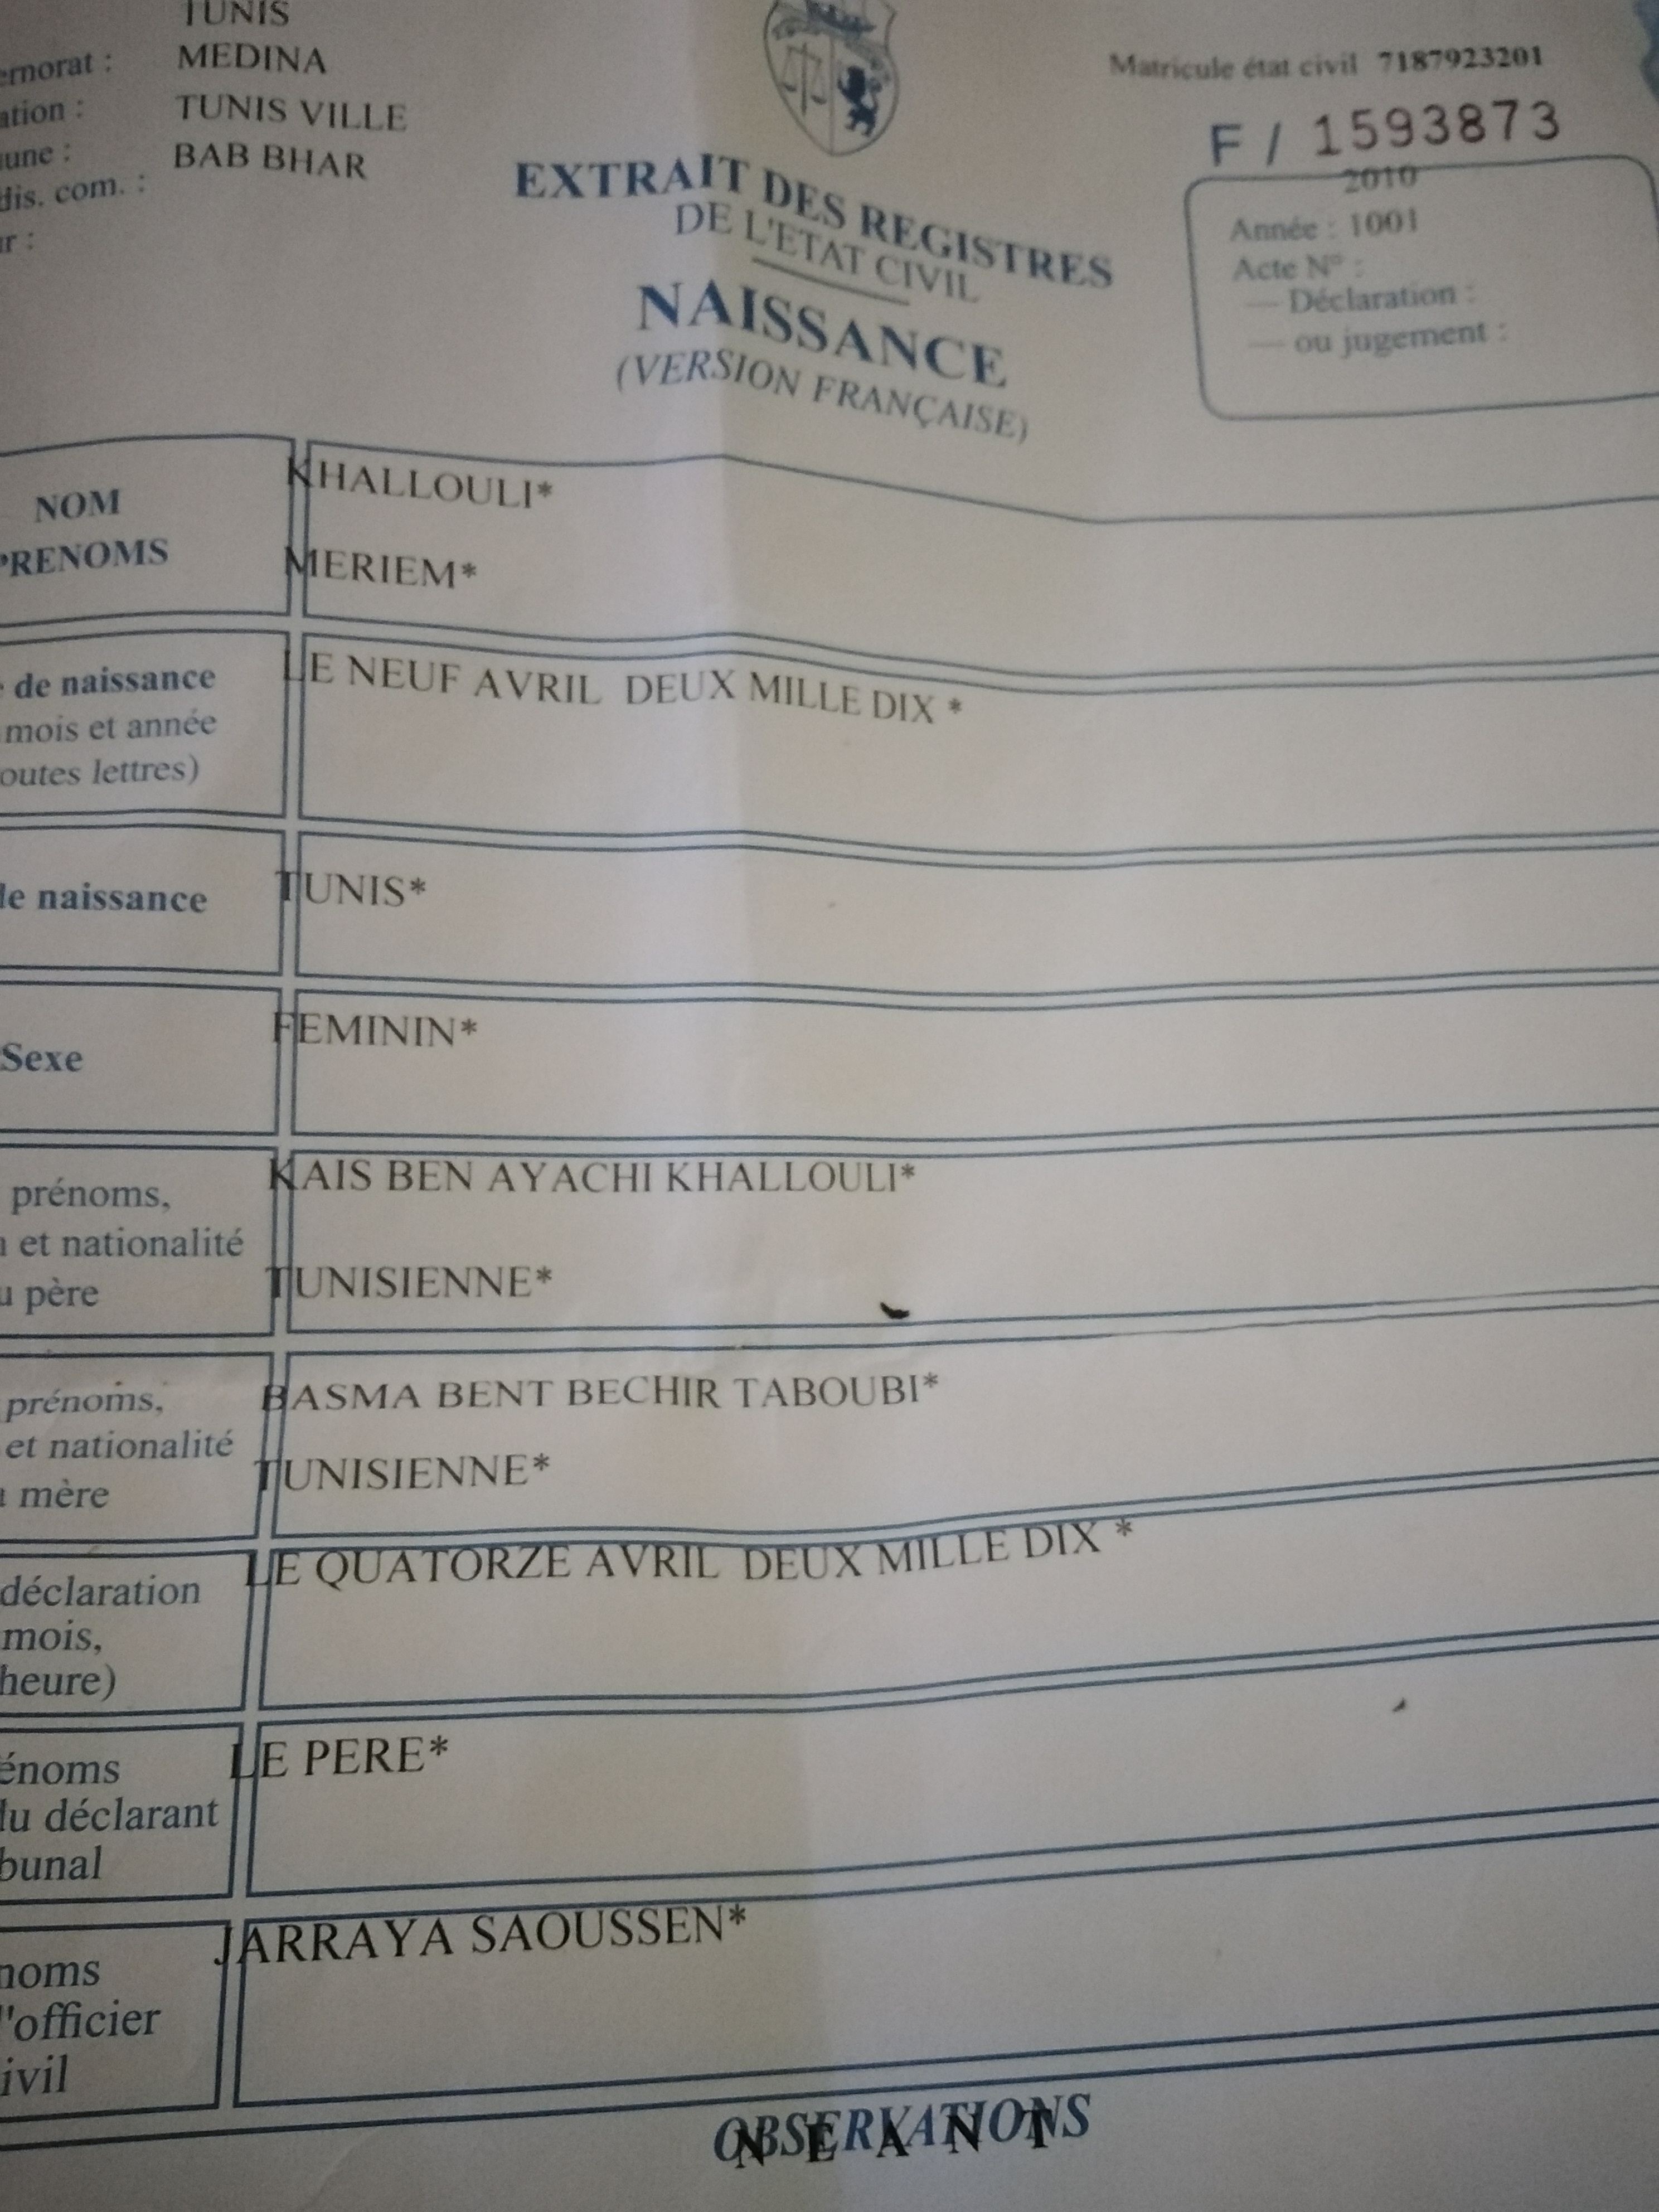 TUNIS
ernorat : MEDINA
ation : TUNIS VILLE
une : BAB BHAR
dis. com. :
r :
Matricule état civil 7187923201
F / 1593873
2010
Année : 1001
Acte N° :
— Déclaration :
— ou jugement :
EXTRAIT DES REGISTRES
DE L'ETAT CIVIL
NAISSANCE
(VERSION FRANÇAISE)
NOM KHALLOULI*
PRENOMS MERIEM*
de naissance LE NEUF AVRIL DEUX MILLE DIX *
mois et année
outes lettres)
de naissance TUNIS*
Sexe FEMININ*
prénoms, KAIS BEN AYACHI KHALLOULI*
et nationalité
u père TUNISIENNE*
prénoms, BASMA BENT BECHIR TABOUBI*
et nationalité TUNISIENNE*
mère
déclaration LE QUATORZE AVRIL DEUX MILLE DIX *
mois,
heure)
énoms LE PERE*
du déclarant
bunal
noms JARRAYA SAOUSSEN*
l'officier
ivil
OBSERVATIONS
N E A N T